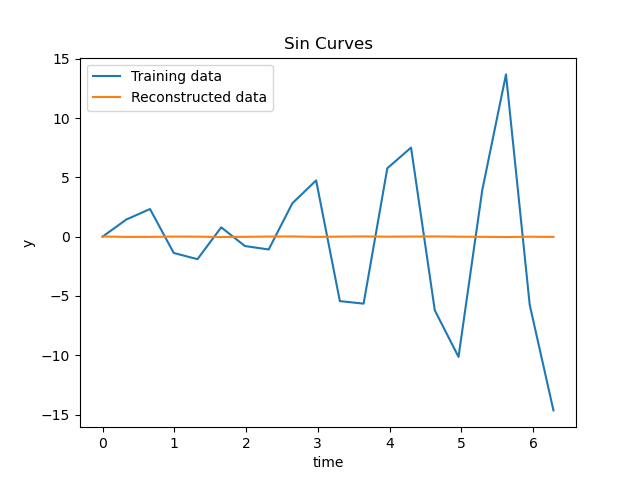 Sin Curves
Training data
Reconstructed data
15
10
5
0
−5
−10
−15
y
0 1 2 3 4 5 6
time